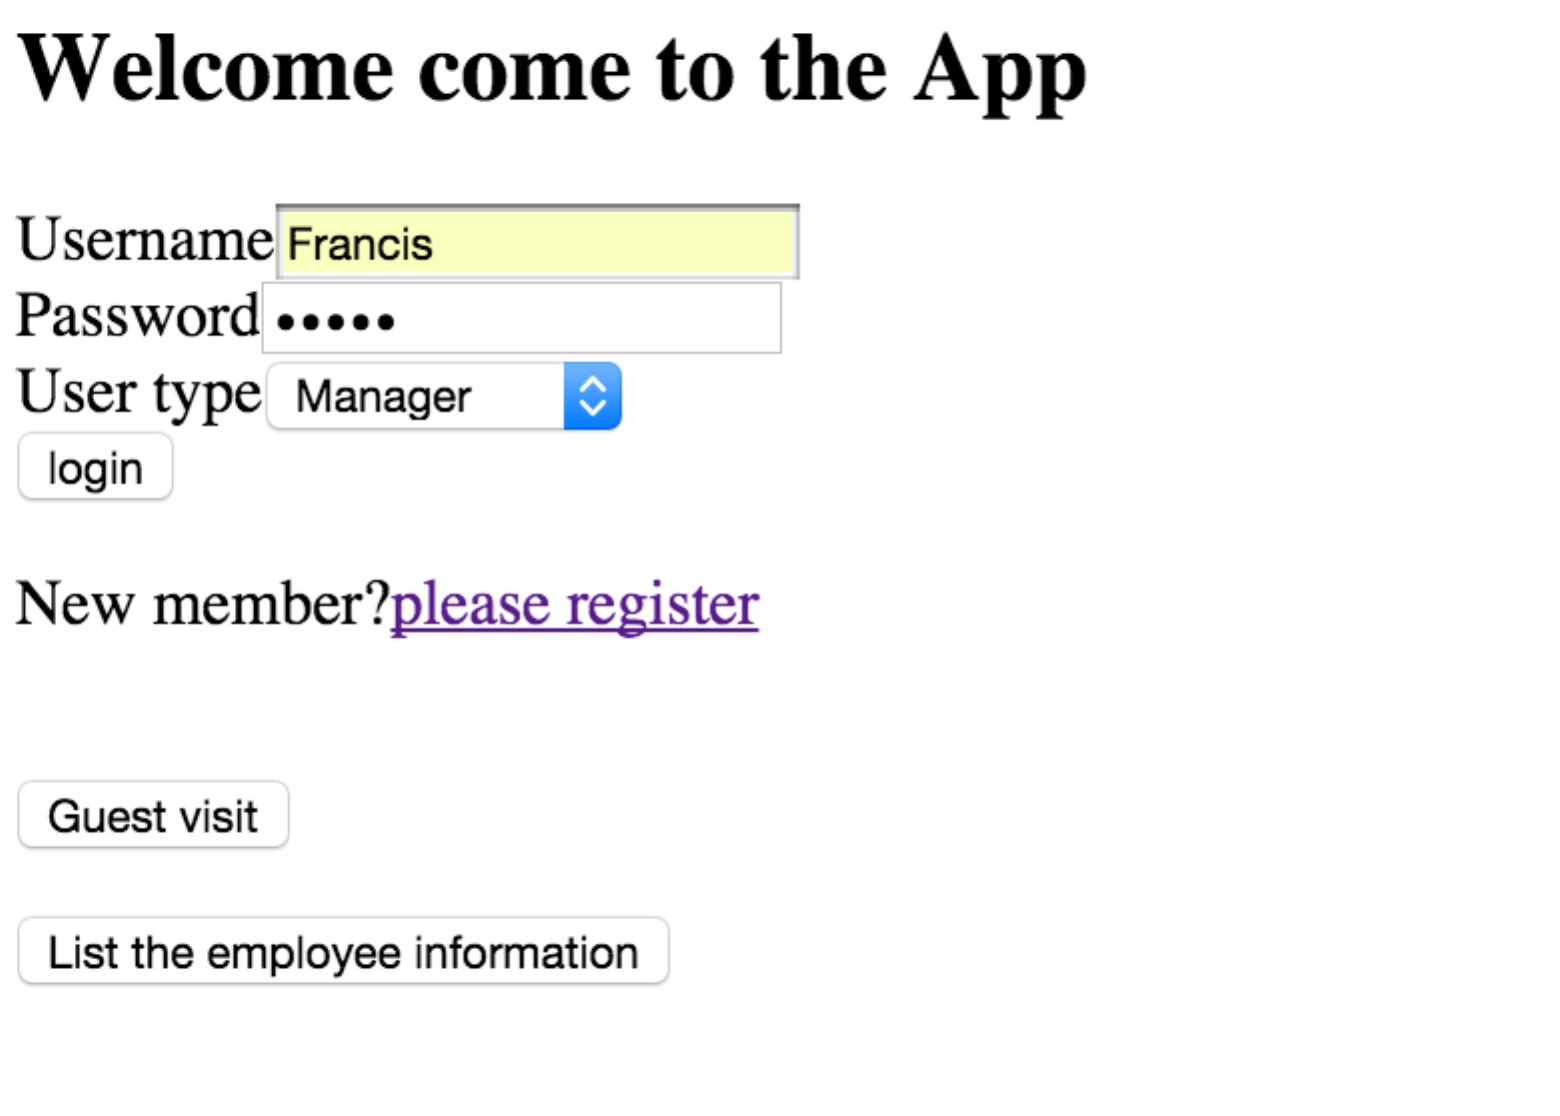 Welcome come to the App
Username Francis
Password •••••
User type Manager
login
New member?please register
Guest visit
List the employee information